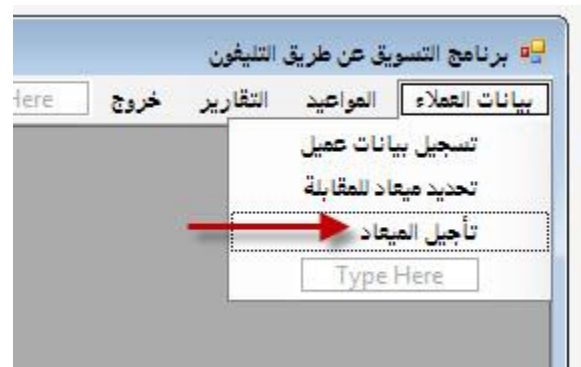 برنامج التسويق عن طريق التليفون
بيانات العملاء المواعيد التقارير خروج Here
تسجيل بيانات عميل
تحديد ميعاد للمقابلة
تأجيل الميعاد
Type Here